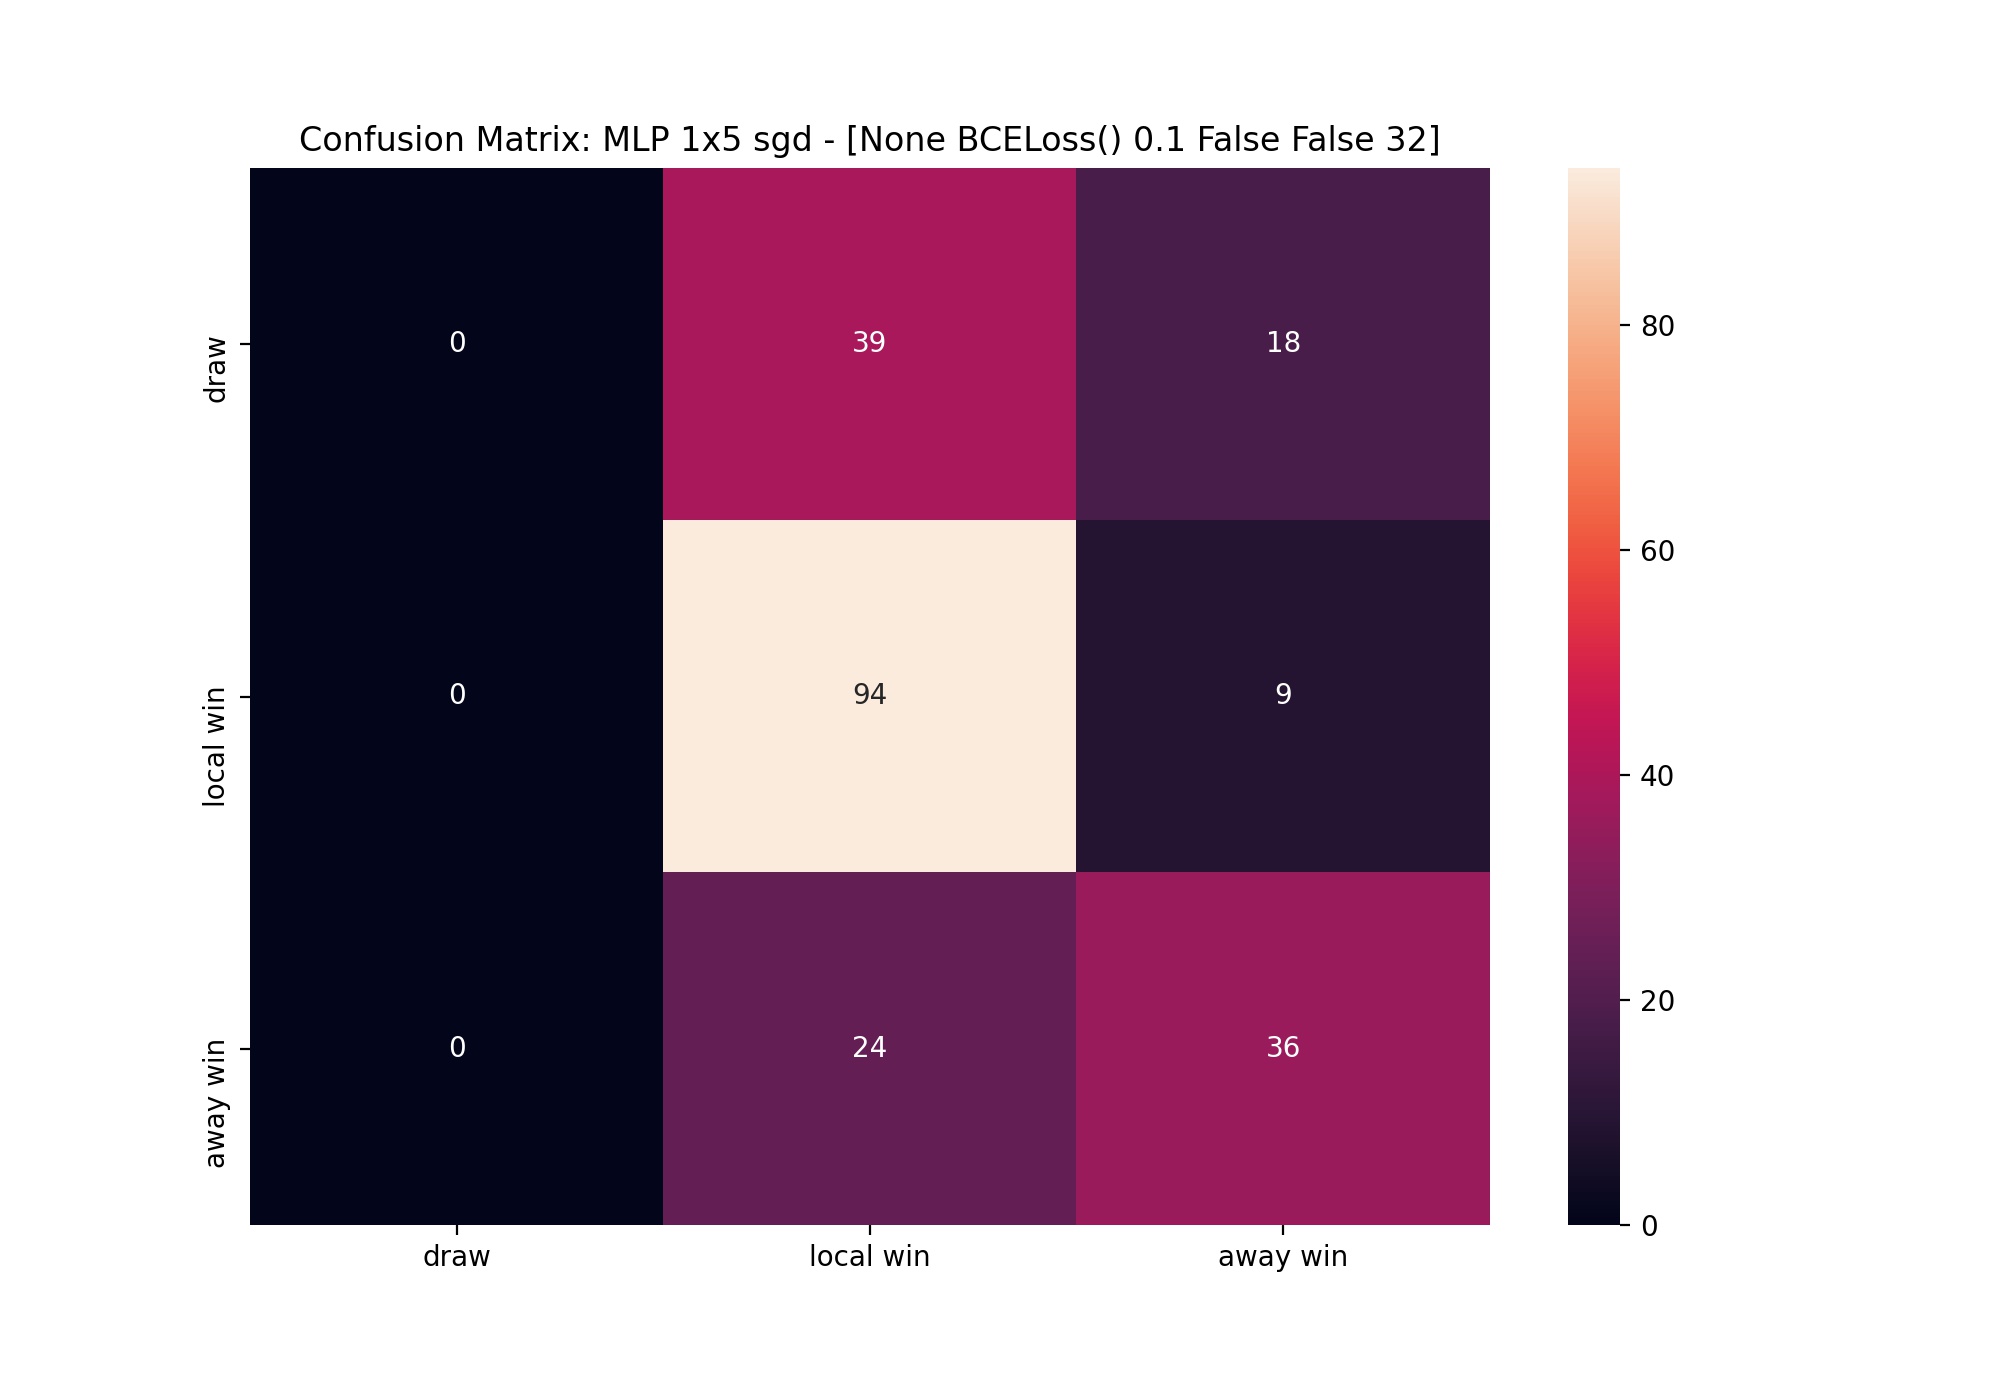 Confusion Matrix: MLP 1x5 sgd - [None BCELoss() 0.1 False False 32]
draw
0
39
18
local win
0
94
9
away win
0
24
36
draw
local win
away win
80
60
40
20
0